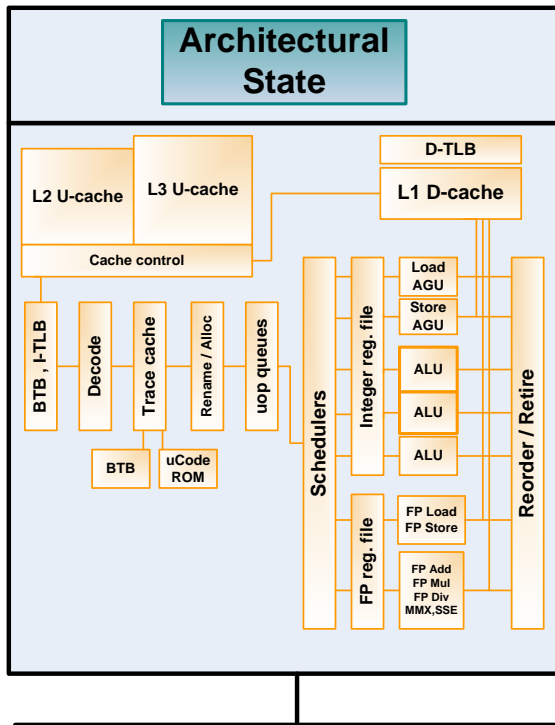 Architectural
State
D-TLB
L2 U-cache
L3 U-cache
L1 D-cache
Cache control
BTB , I-TLB
Decode
Trace cache
Rename / Alloc
uop queues
BTB
uCode
ROM
Schedulers
Integer reg. file
FP reg. file
Load
AGU
Store
AGU
ALU
ALU
ALU
FP Load
FP Store
FP Add
FP Mul
FP Div
MMX,SSE
Reorder / Retire